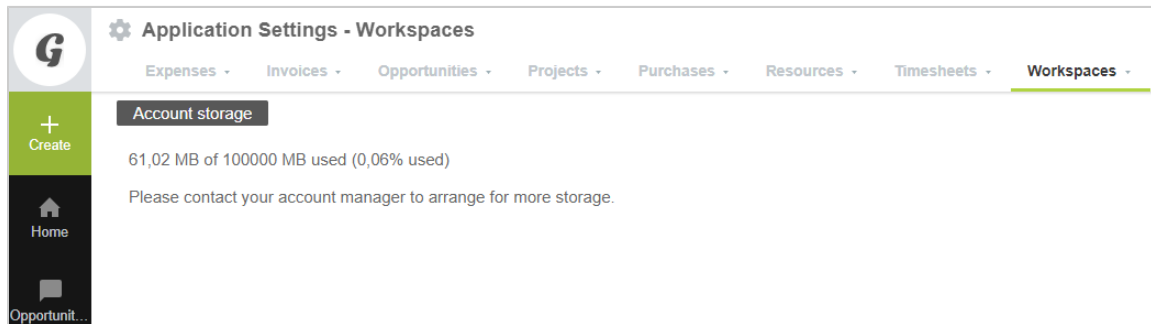 G
Application Settings - Workspaces
Expenses Invoices Opportunities Projects Purchases Resources Timesheets Workspaces
Account storage
61,02 MB of 100000 MB used (0,06% used)
Please contact your account manager to arrange for more storage.
+
Create
Home
Opportunit...